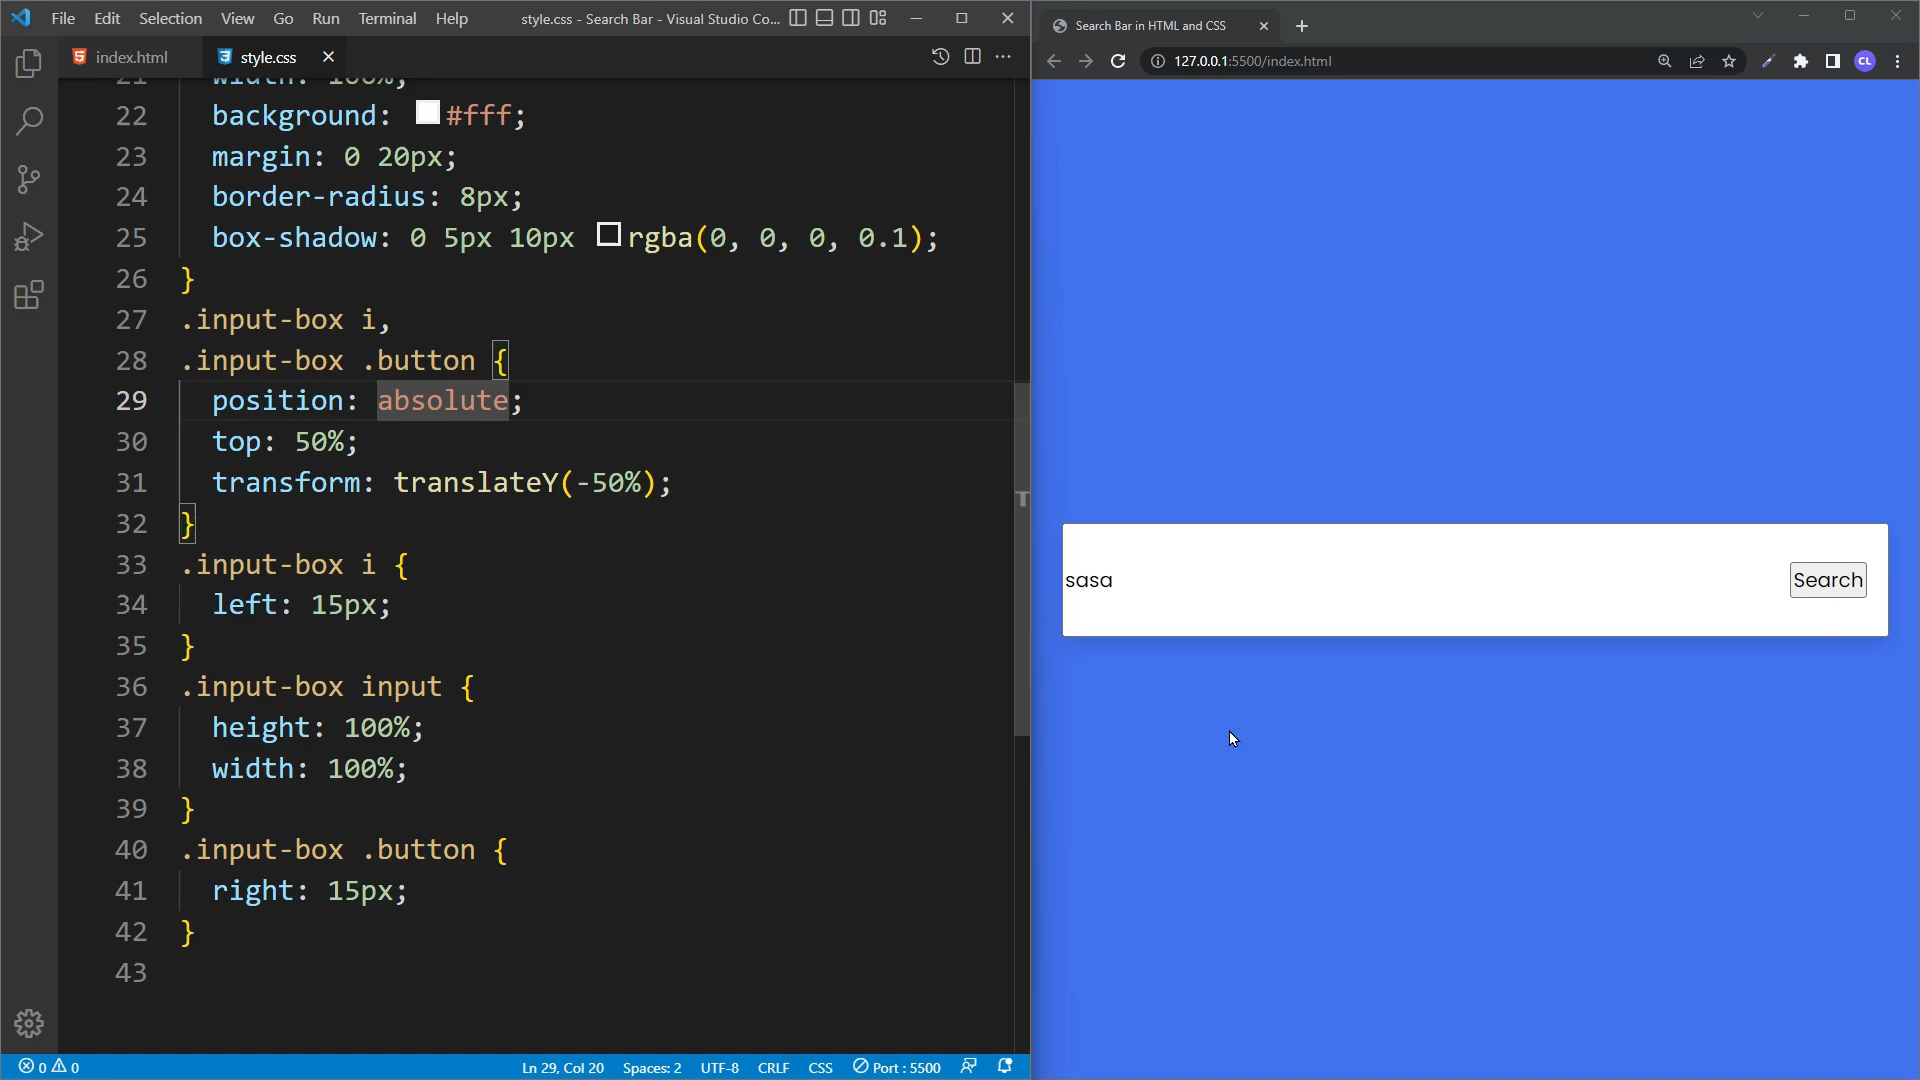 File Edit Selection View Go Run Terminal Help style.css - Search Bar - Visual Studio Co...
index.html style.css
21 width: 100%;
22 background: #fff;
23 margin: 0 20px;
24 border-radius: 8px;
25 box-shadow: 0 5px 10px rgba(0, 0, 0, 0.1);
26 }
27 .input-box i,
28 .input-box .button {
29 position: absolute;
30 top: 50%;
31 transform: translateY(-50%);
32 }
33 .input-box i {
34 left: 15px;
35 }
36 .input-box input {
37 height: 100%;
38 width: 100%;
39 }
40 .input-box .button {
41 right: 15px;
42 }
43
0 0 Ln 29, Col 20 Spaces: 2 UTF-8 CRLF CSS Port : 5500
Search Bar in HTML and CSS
127.0.0.1:5500/index.html CL
sasa Search